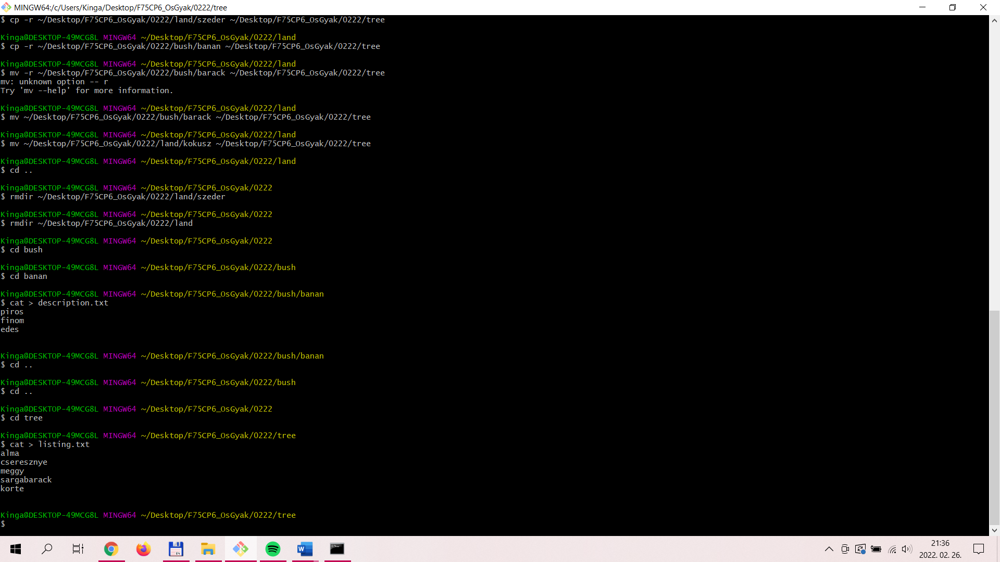 MINGW64:/c/Users/Kinga/Desktop/F75CP6_OsGyak/0222/tree
$ cp -r ~/Desktop/F75CP6_OsGyak/0222/land/szeder ~/Desktop/F75CP6_OsGyak/0222/tree
Kinga@DESKTOP-49MCG8L MINGW64 ~/Desktop/F75CP6_OsGyak/0222/land
$ cp -r ~/Desktop/F75CP6_OsGyak/0222/bush/banan ~/Desktop/F75CP6_OsGyak/0222/tree
Kinga@DESKTOP-49MCG8L MINGW64 ~/Desktop/F75CP6_OsGyak/0222/land
$ mv -r ~/Desktop/F75CP6_OsGyak/0222/bush/barack ~/Desktop/F75CP6_OsGyak/0222/tree
mv: unknown option -- r
Try 'mv --help' for more information.
Kinga@DESKTOP-49MCG8L MINGW64 ~/Desktop/F75CP6_OsGyak/0222/land
$ mv ~/Desktop/F75CP6_OsGyak/0222/bush/barack ~/Desktop/F75CP6_OsGyak/0222/tree
Kinga@DESKTOP-49MCG8L MINGW64 ~/Desktop/F75CP6_OsGyak/0222/land
$ mv ~/Desktop/F75CP6_OsGyak/0222/land/kokusz ~/Desktop/F75CP6_OsGyak/0222/tree
Kinga@DESKTOP-49MCG8L MINGW64 ~/Desktop/F75CP6_OsGyak/0222/land
$ cd ..
Kinga@DESKTOP-49MCG8L MINGW64 ~/Desktop/F75CP6_OsGyak/0222
$ rmdir ~/Desktop/F75CP6_OsGyak/0222/land/szeder
Kinga@DESKTOP-49MCG8L MINGW64 ~/Desktop/F75CP6_OsGyak/0222
$ rmdir ~/Desktop/F75CP6_OsGyak/0222/land
Kinga@DESKTOP-49MCG8L MINGW64 ~/Desktop/F75CP6_OsGyak/0222
$ cd bush
Kinga@DESKTOP-49MCG8L MINGW64 ~/Desktop/F75CP6_OsGyak/0222/bush
$ cd banan
Kinga@DESKTOP-49MCG8L MINGW64 ~/Desktop/F75CP6_OsGyak/0222/bush/banan
$ cat > description.txt
piros
finom
edes
Kinga@DESKTOP-49MCG8L MINGW64 ~/Desktop/F75CP6_OsGyak/0222/bush/banan
$ cd ..
Kinga@DESKTOP-49MCG8L MINGW64 ~/Desktop/F75CP6_OsGyak/0222/bush
$ cd ..
Kinga@DESKTOP-49MCG8L MINGW64 ~/Desktop/F75CP6_OsGyak/0222
$ cd tree
Kinga@DESKTOP-49MCG8L MINGW64 ~/Desktop/F75CP6_OsGyak/0222/tree
$ cat > listing.txt
alma
cseresznye
meggy
sargabarack
korte
Kinga@DESKTOP-49MCG8L MINGW64 ~/Desktop/F75CP6_OsGyak/0222/tree
$
21:36
2022. 02. 26.